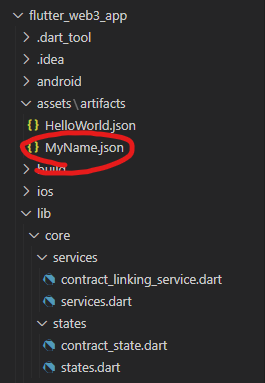 flutter_web3_app
.dart_tool
.idea
android
assets\artifacts
{} HelloWorld.json
{} MyName.json
build
ios
lib
core
services
contract_linking_service.dart
services.dart
states
contract_state.dart
states.dart